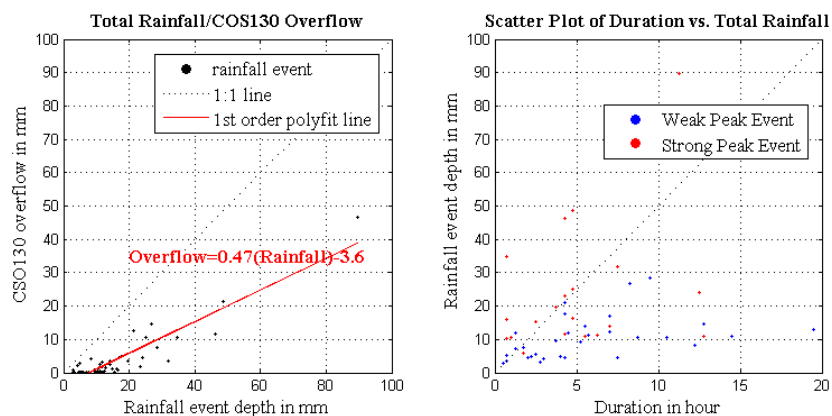 Total Rainfall/COS130 Overflow
100
90
80
70
60
50
40
30
20
10
0
CSO130 overflow in mm
rainfall event
1:1 line
1st order polyfit line
Overflow=0.47(Rainfall)-3.6
0 20 40 60 80 100
Rainfall event depth in mm
Scatter Plot of Duration vs. Total Rainfall
100
90
80
70
60
50
40
30
20
10
0
Rainfall event depth in mm
Weak Peak Event
Strong Peak Event
0 5 10 15 20
Duration in hour